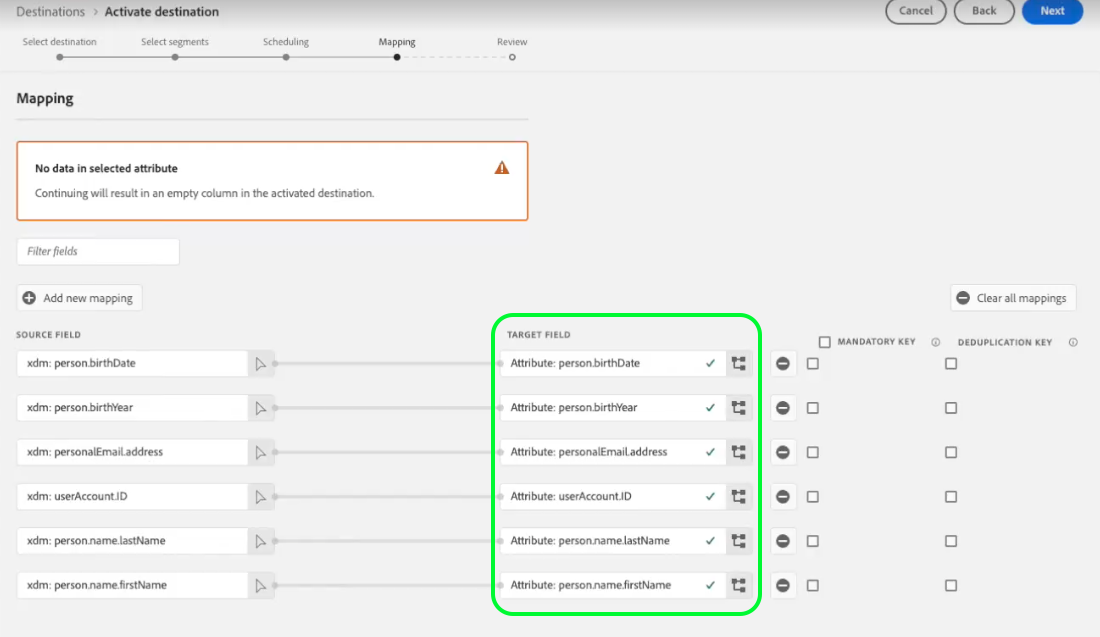 Destinations > Activate destination
Cancel
Back
Next
Select destination
Select segments
Scheduling
Mapping
Review
Mapping
No data in selected attribute
Continuing will result in an empty column in the activated destination.
Filter fields
Add new mapping
Clear all mappings
SOURCE FIELD
TARGET FIELD
MANDATORY KEY
DEDUPLICATION KEY
xdm: person.birthDate
Attribute: person.birthDate
xdm: person.birthYear
Attribute: person.birthYear
xdm: personalEmail.address
Attribute: personalEmail.address
xdm: userAccount.ID
Attribute: userAccount.ID
xdm: person.name.lastName
Attribute: person.name.lastName
xdm: person.name.firstName
Attribute: person.name.firstName